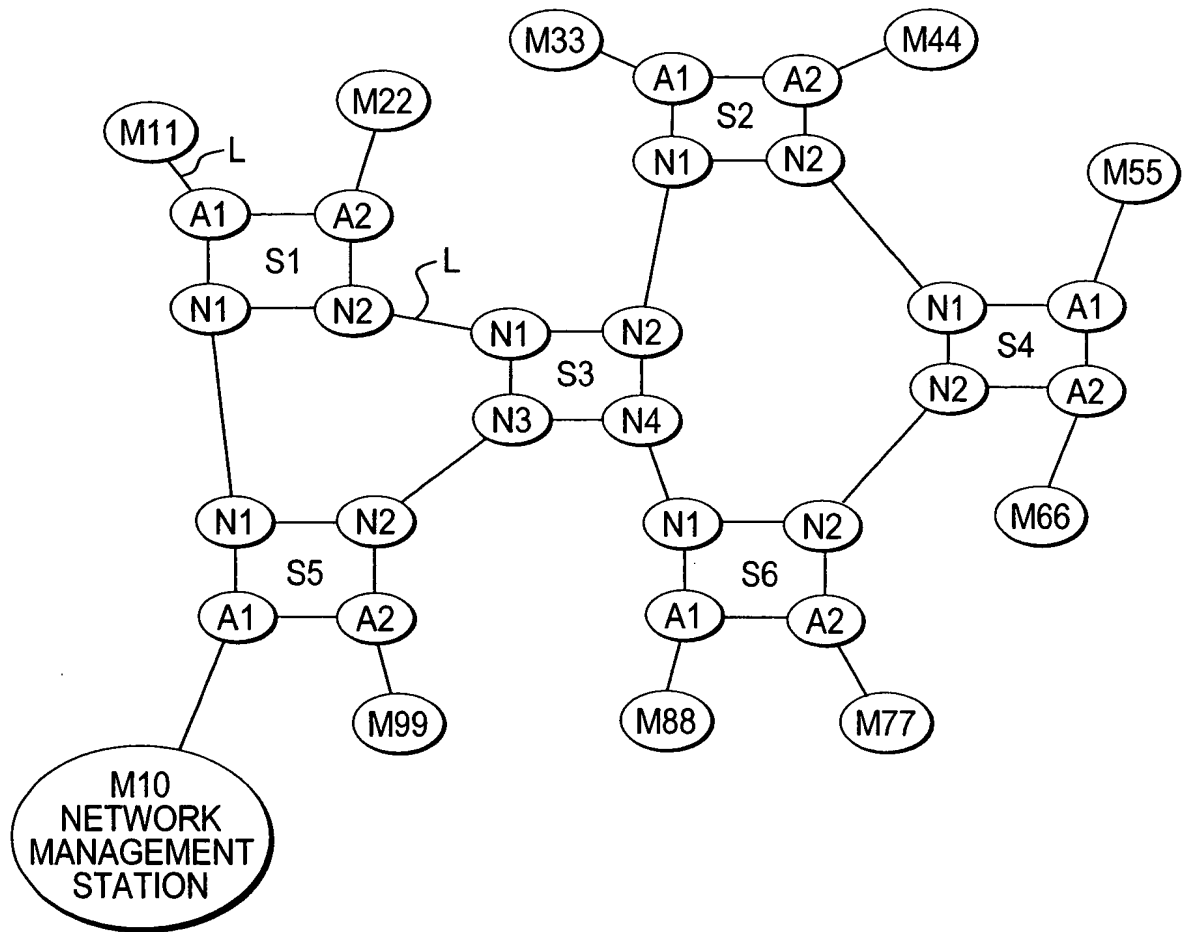 M33
M44
A1
A2
M22
M11
S2
L
N1
N2
M55
A1
A2
S1
L
N1
N2
N1
N2
N1
A1
S3
S4
N3
N4
N2
A2
N1
N2
N1
N2
M66
S5
S6
A1
A2
A1
A2
M99
M88
M77
M10
NETWORK
MANAGEMENT
STATION